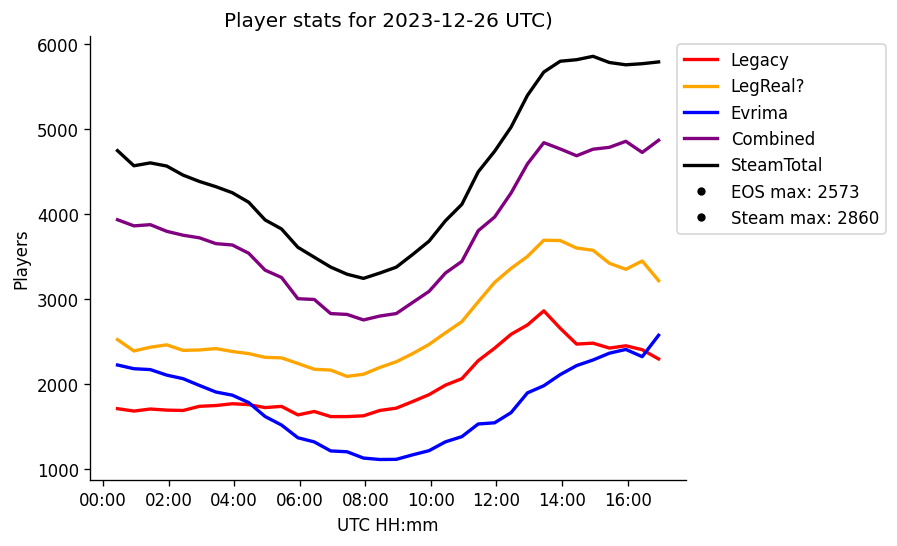 Player stats for 2023-12-26 UTC)
6000
5000
4000
3000
2000
1000
Players
00:00 02:00 04:00 06:00 08:00 10:00 12:00 14:00 16:00
UTC HH:mm
Legacy
LegReal?
Evrima
Combined
SteamTotal
EOS max: 2573
Steam max: 2860